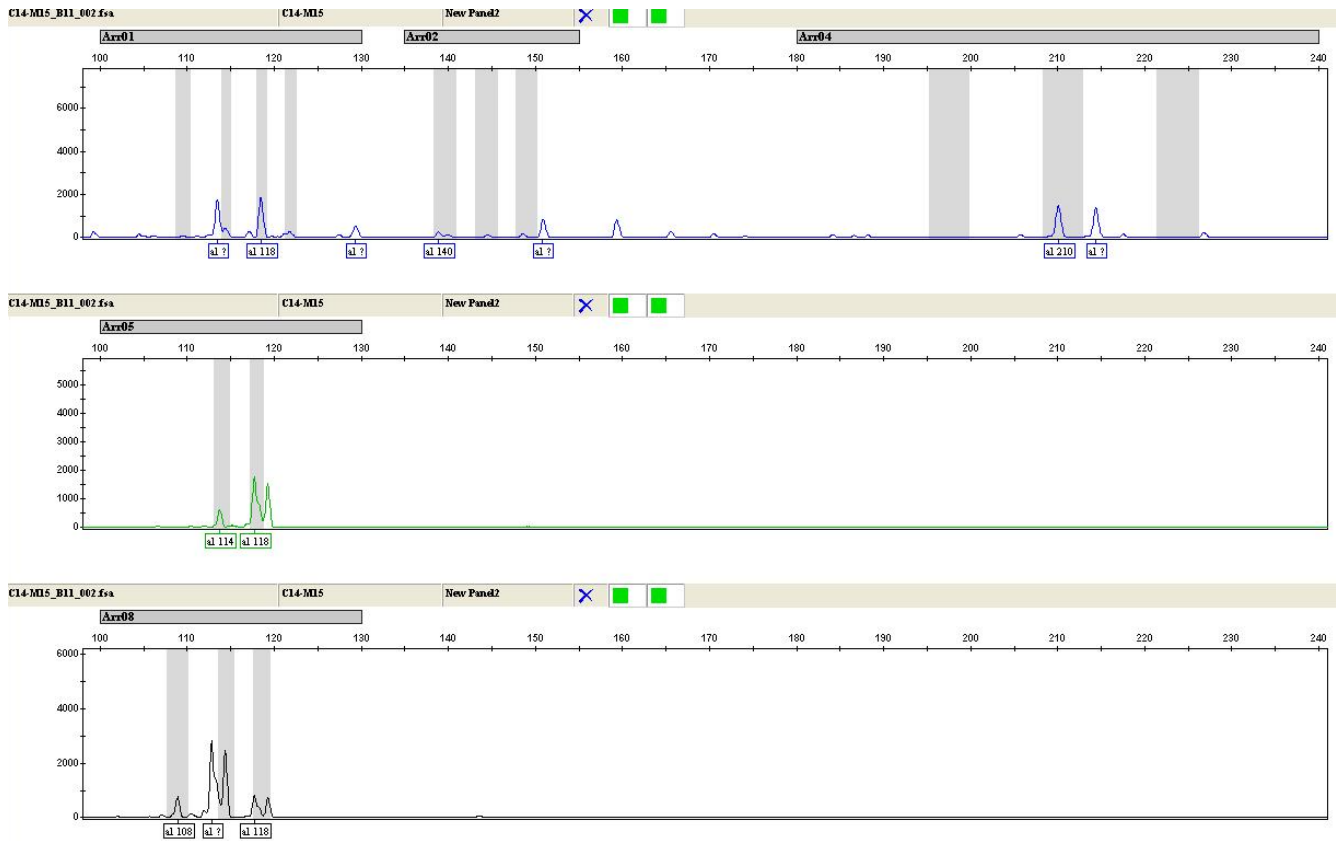 C14-M15_B11_002.fsa C14-M15 New Panel2
Arr01 Arr02 Arr04
100 110 120 130 140 150 160 170 180 190 200 210 220 230 240
6000
4000
2000
0
al ? al 118 al ? al 140 al ? al 210 al ?
C14-M15_B11_002.fsa C14-M15 New Panel2
Arr05
100 110 120 130 140 150 160 170 180 190 200 210 220 230 240
5000
4000
3000
2000
1000
0
al 114 al 118
C14-M15_B11_002.fsa C14-M15 New Panel2
Arr08
100 110 120 130 140 150 160 170 180 190 200 210 220 230 240
6000
4000
2000
0
al 108 al ? al 118